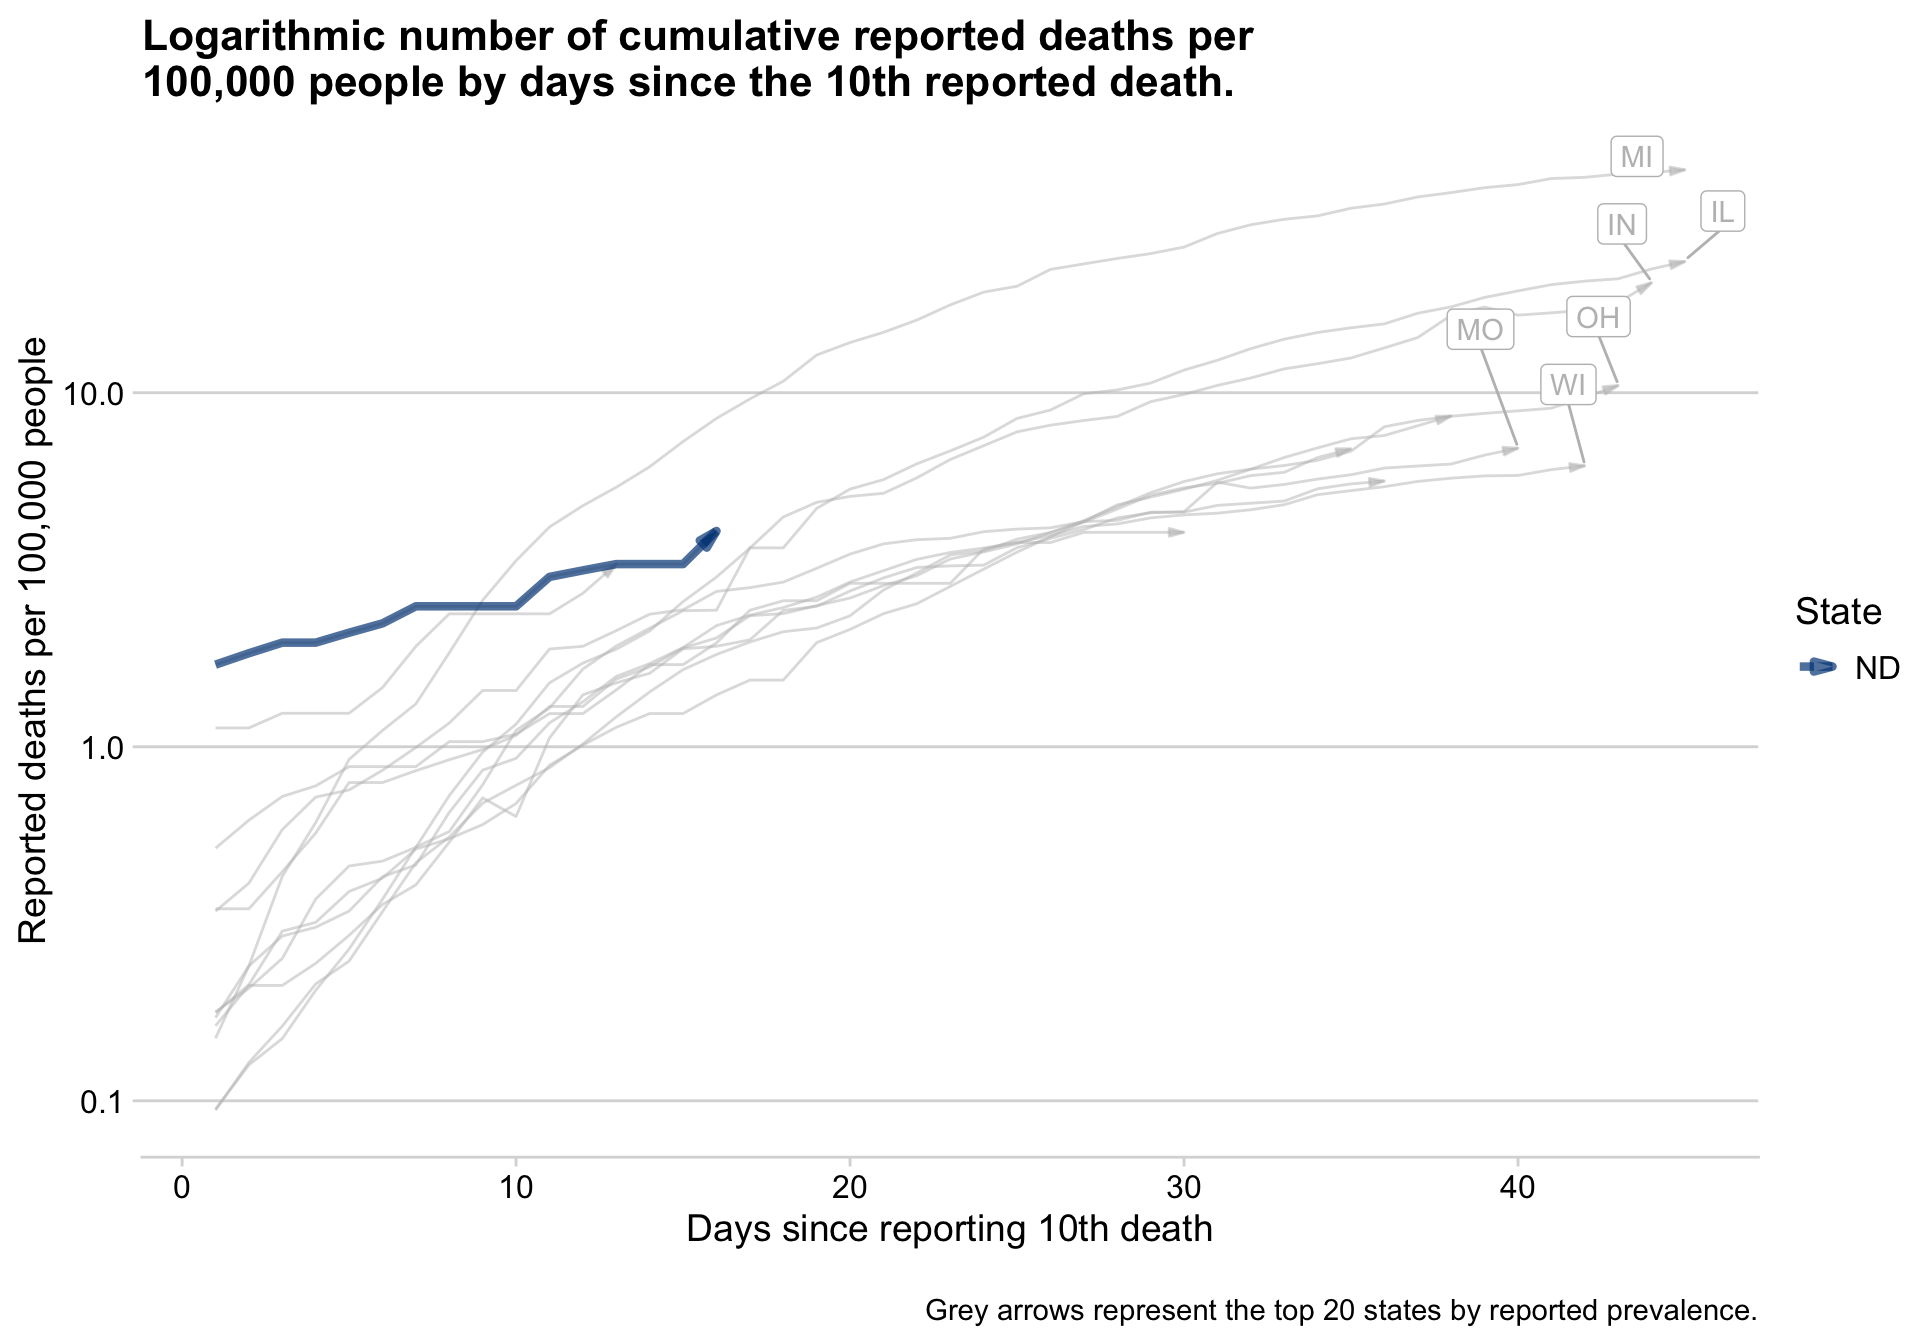 Logarithmic number of cumulative reported deaths per
100,000 people by days since the 10th reported death.
MI
IL
IN
OH
MO
WI
10.0
1.0
0.1
Reported deaths per 100,000 people
State
ND
0
10
20
30
40
Days since reporting 10th death
Grey arrows represent the top 20 states by reported prevalence.